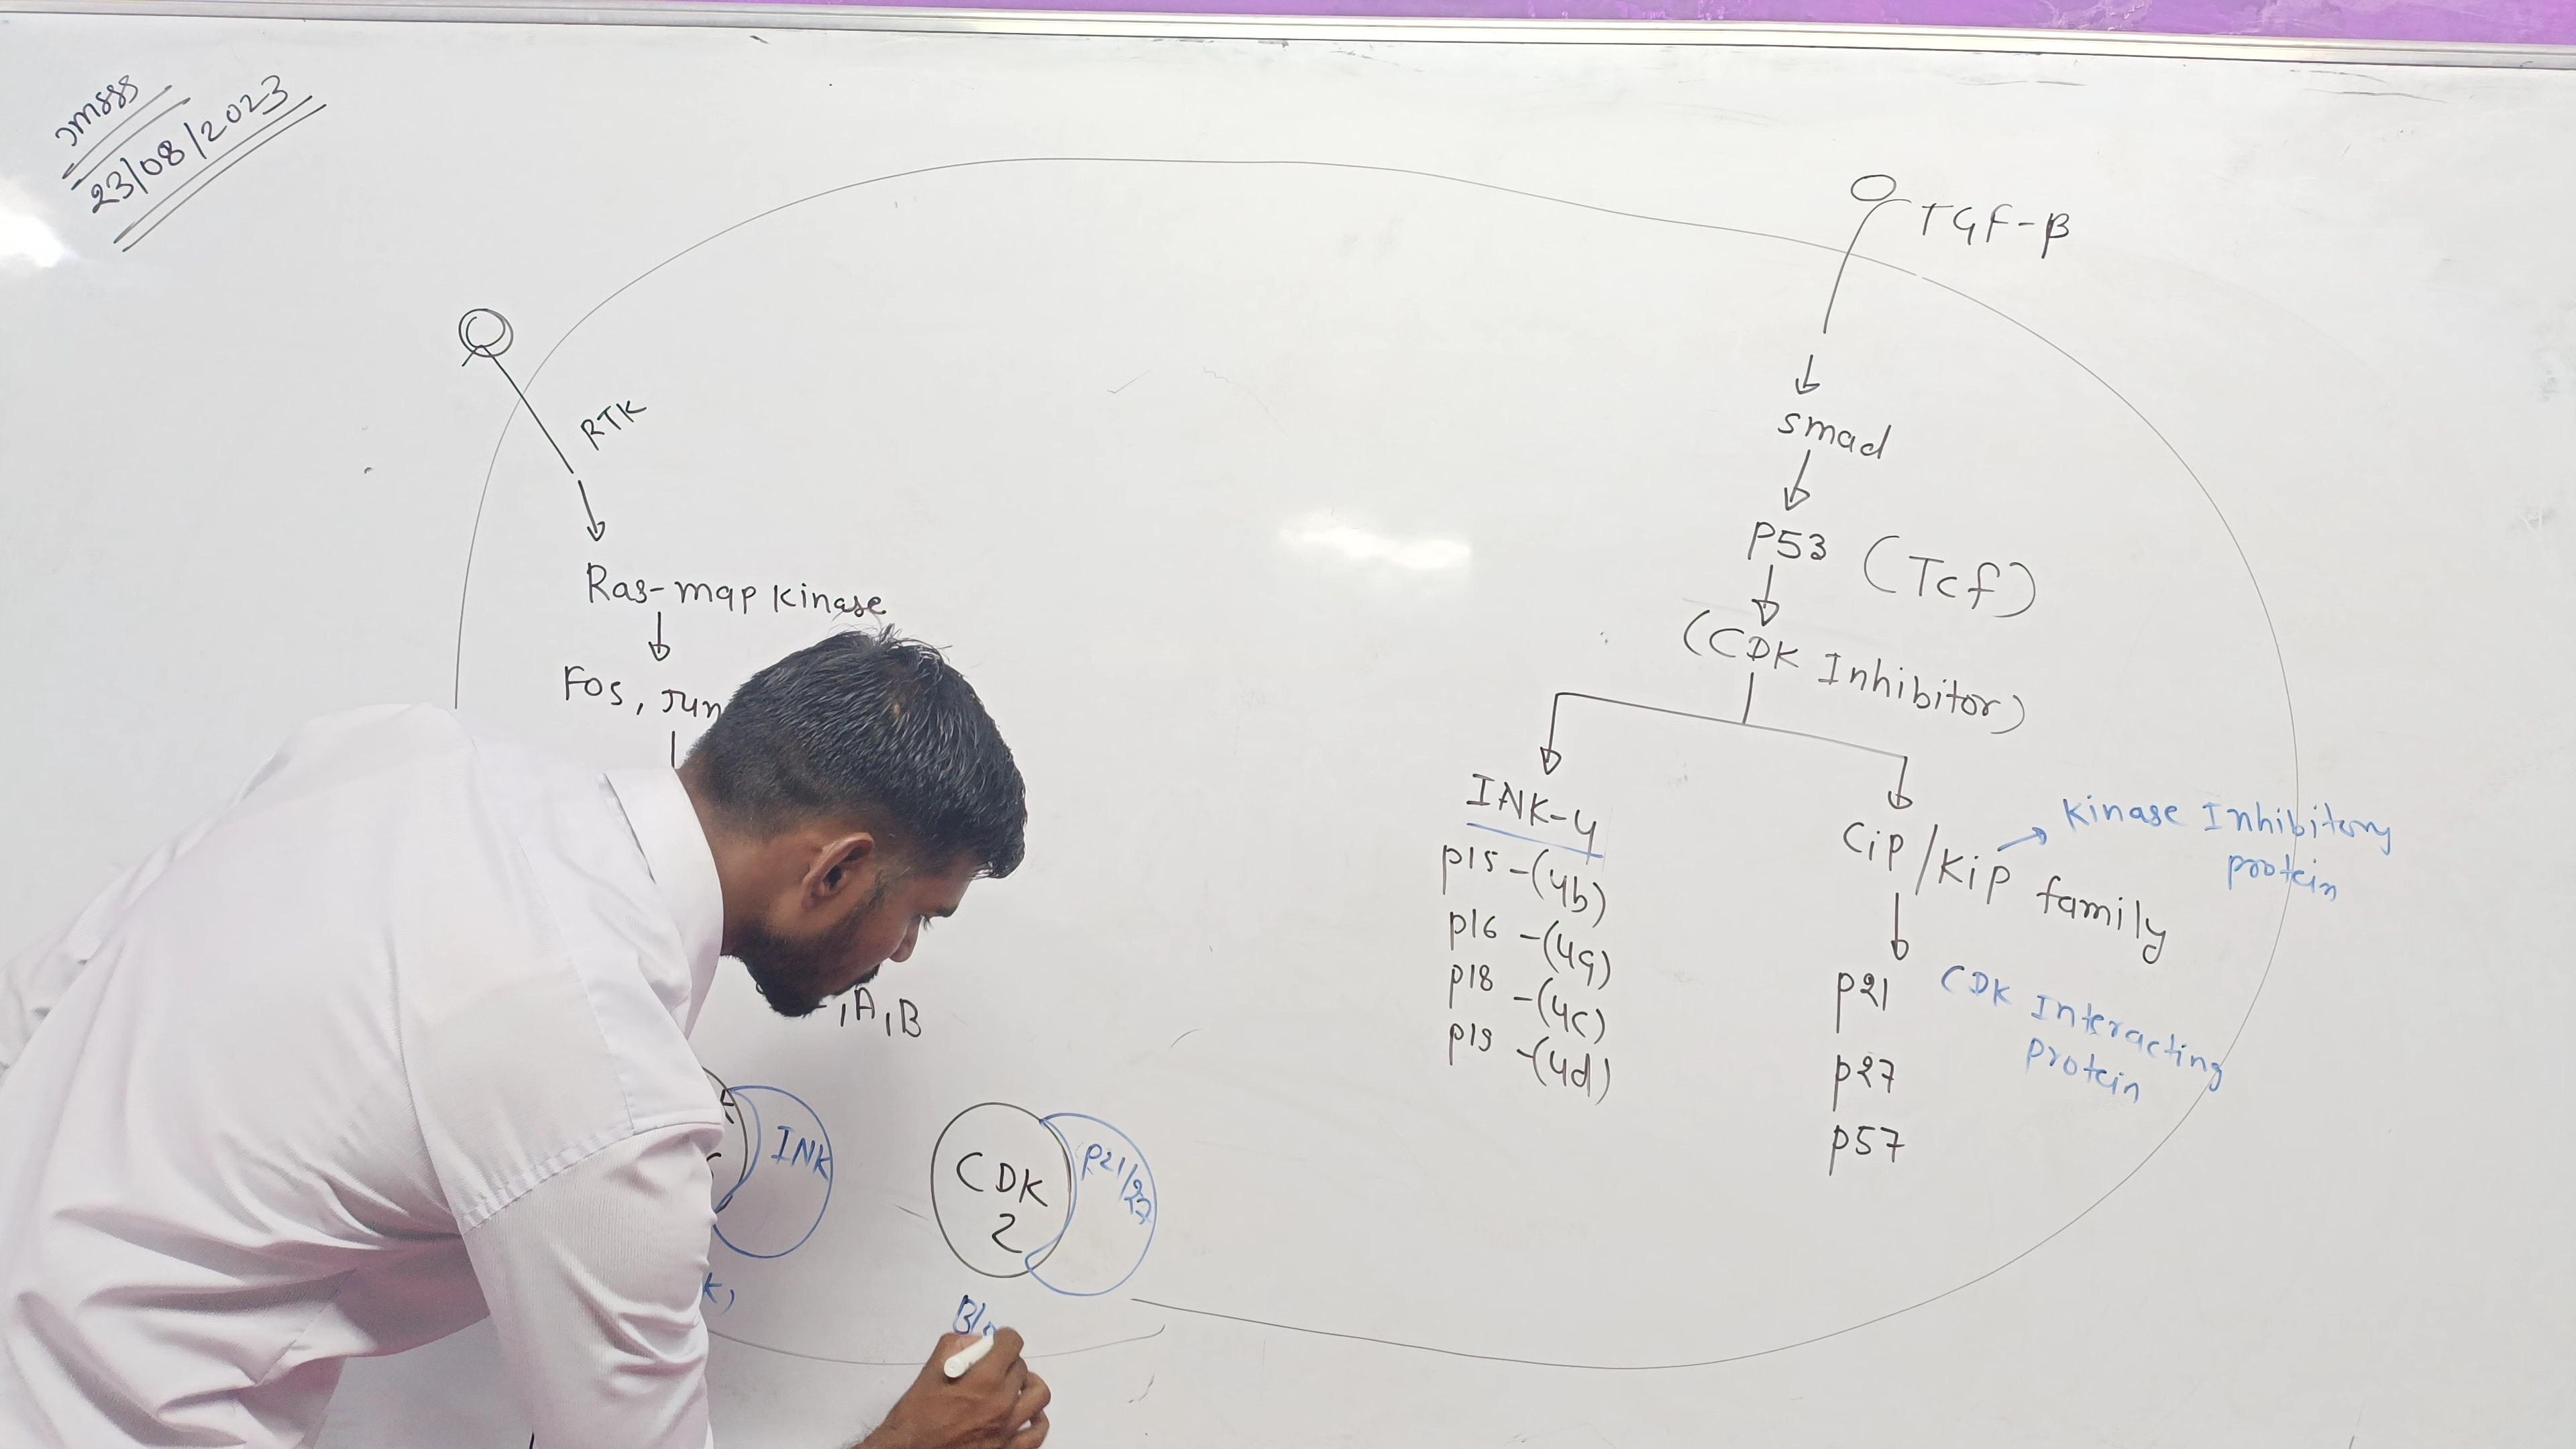 23/08/2023
TGF-β
RTK
smad
P53 (Tcf)
Ras-map kinase
(CDK Inhibitor)
Fos, Jun
INK-4
p15-(4b)
p16-(4a)
p18-(4c)
p19-(4d)
Cip/Kip family
Kinase Inhibitory
protein
p21
CDK Interacting
protein
p27
p57
,A,B
INK
CDK
2
P21/27